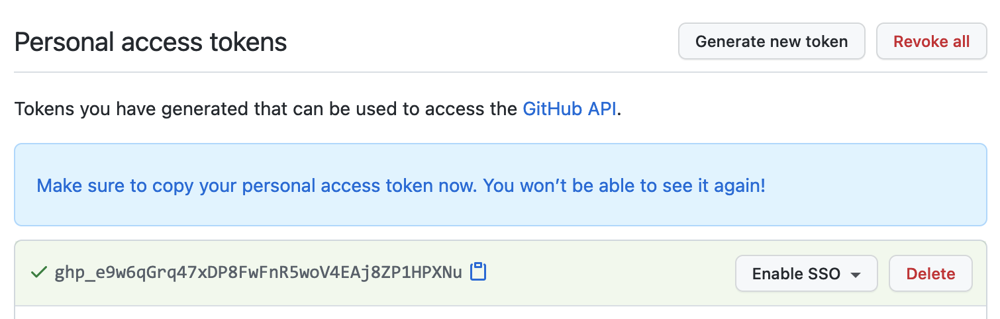 Personal access tokens
Generate new token
Revoke all
Tokens you have generated that can be used to access the GitHub API.
Make sure to copy your personal access token now. You won’t be able to see it again!
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
Enable SSO
Delete